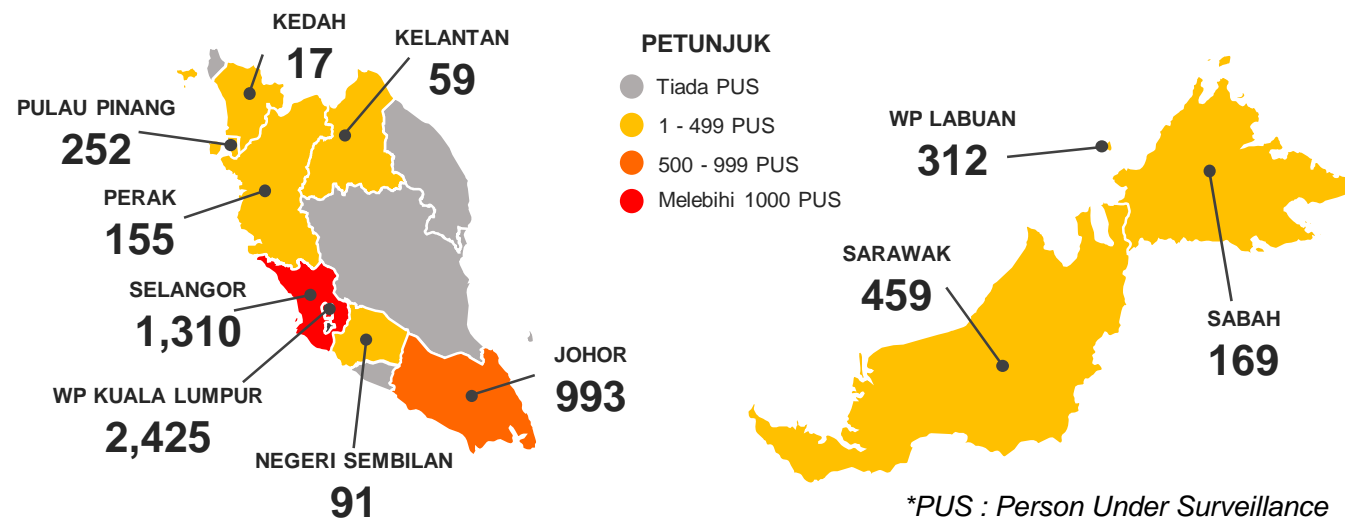 KEDAH
17
KELANTAN
59
PULAU PINANG
252
PERAK
155
SELANGOR
1,310
WP KUALA LUMPUR
2,425
NEGERI SEMBILAN
91
JOHOR
993
PETUNJUK
Tiada PUS
1 - 499 PUS
500 - 999 PUS
Melebihi 1000 PUS
WP LABUAN
312
SARAWAK
459
SABAH
169
*PUS : Person Under Surveillance